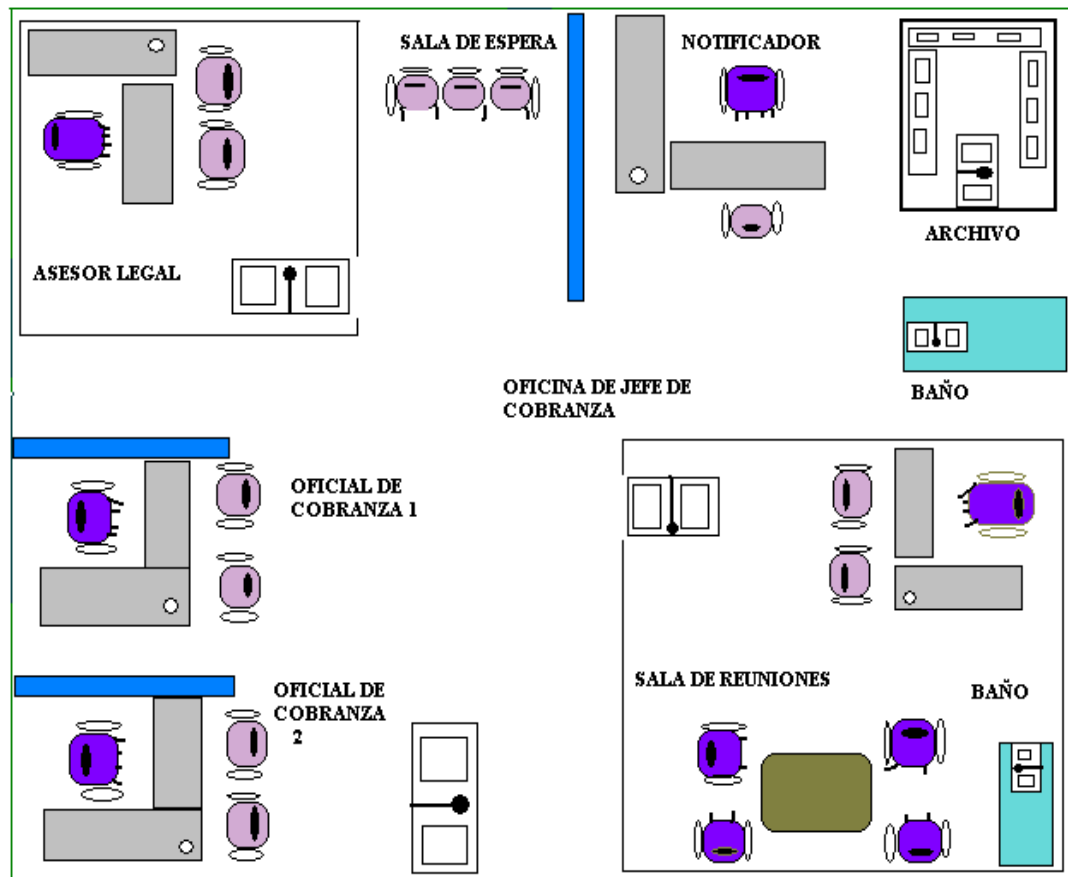 SALA DE ESPERA
NOTIFICADOR
ARCHIVO
ASESOR LEGAL
OFICINA DE JEFE DE
COBRANZA
BAÑO
OFICIAL DE
COBRANZA 1
SALA DE REUNIONES
BAÑO
OFICIAL DE
COBRANZA
2